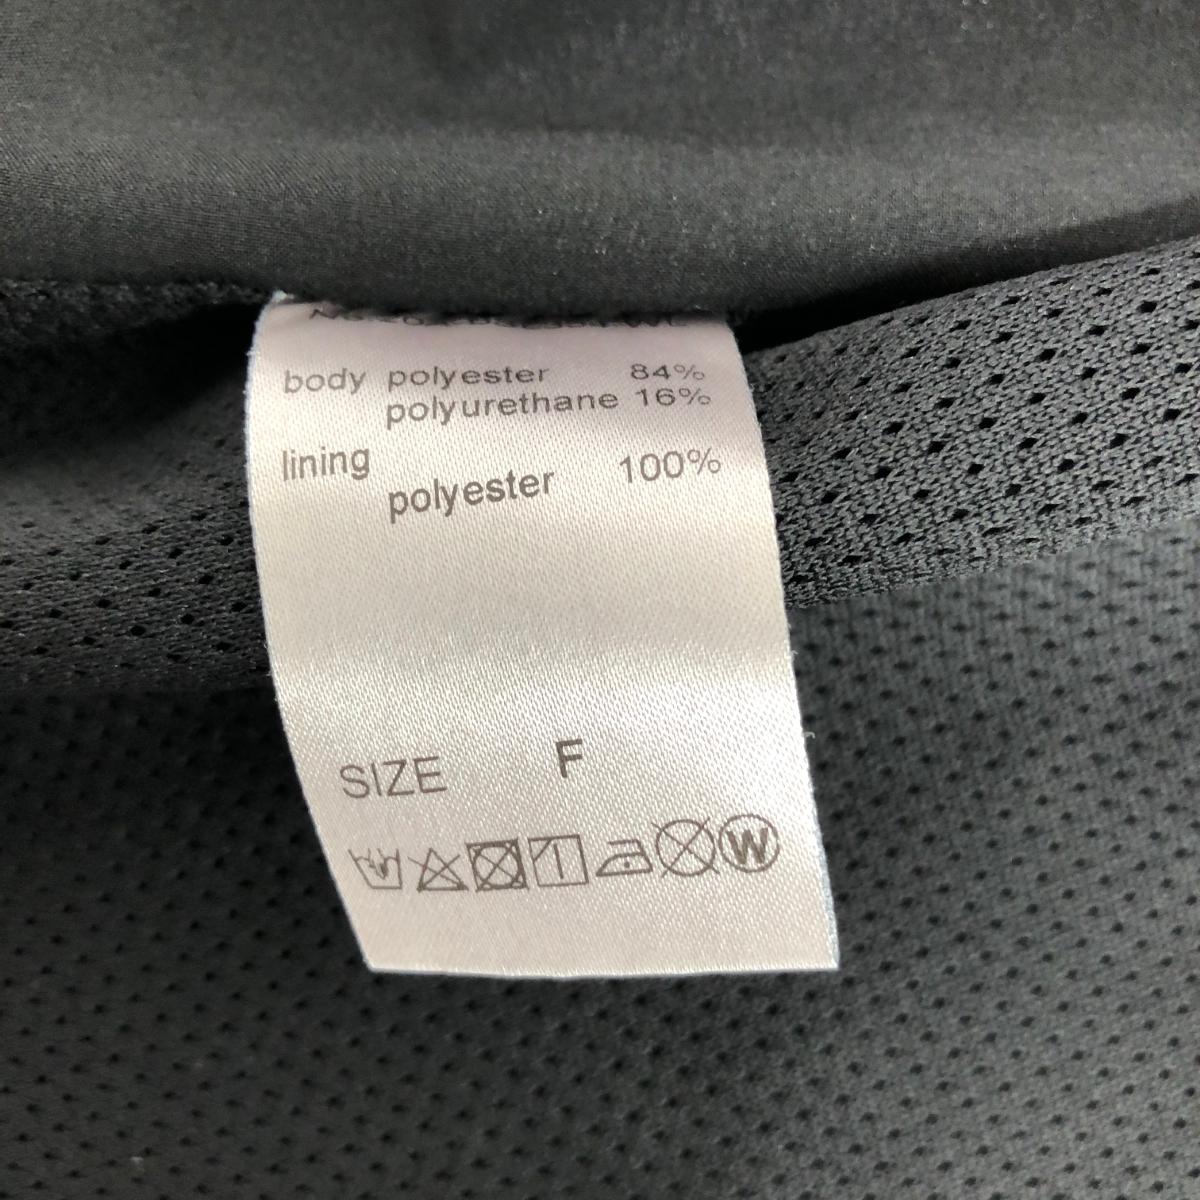 body polyester 84%
polyurethane 16%
lining
polyester 100%
SIZE F
W